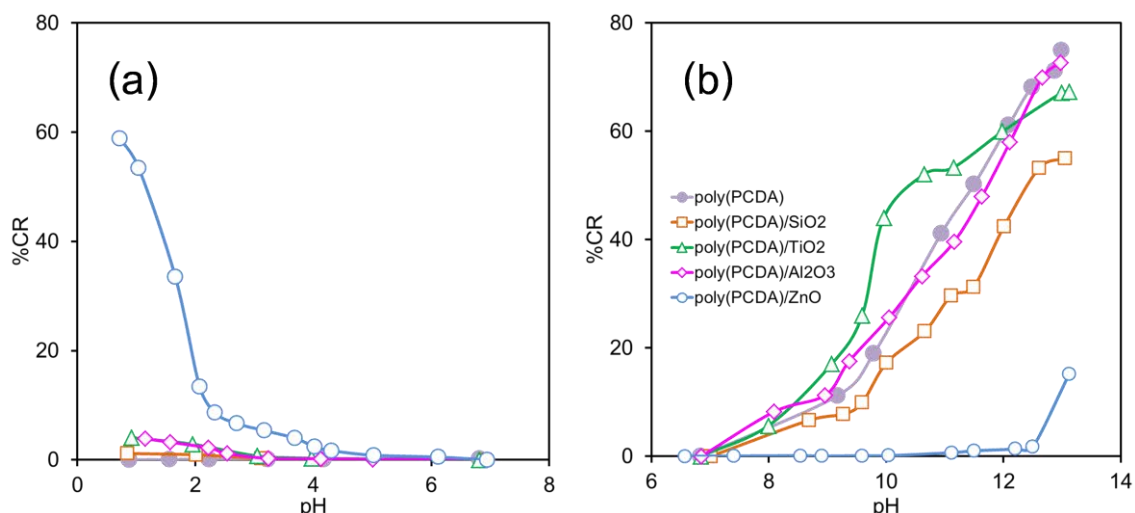 80
60
40
20
0
%CR
(a)
0
2
4
6
8
pH
80
60
40
20
0
%CR
(b)
poly(PCDA)
poly(PCDA)/SiO2
poly(PCDA)/TiO2
poly(PCDA)/Al2O3
poly(PCDA)/ZnO
6
8
10
12
14
pH